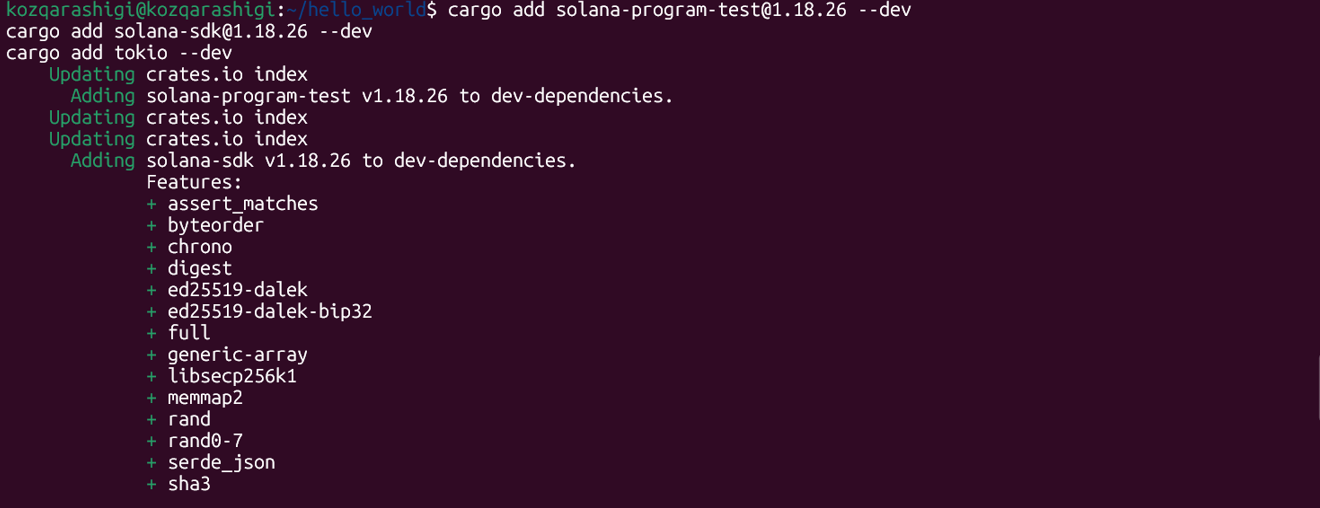 kozqarashigi@kozqarashigi:~/hello_world$ cargo add solana-program-test@1.18.26 --dev
cargo add solana-sdk@1.18.26 --dev
cargo add tokio --dev
Updating crates.io index
Adding solana-program-test v1.18.26 to dev-dependencies.
Updating crates.io index
Updating crates.io index
Adding solana-sdk v1.18.26 to dev-dependencies.
Features:
+ assert_matches
+ byteorder
+ chrono
+ digest
+ ed25519-dalek
+ ed25519-dalek-bip32
+ full
+ generic-array
+ libsecp256k1
+ memmap2
+ rand
+ rand0-7
+ serde_json
+ sha3